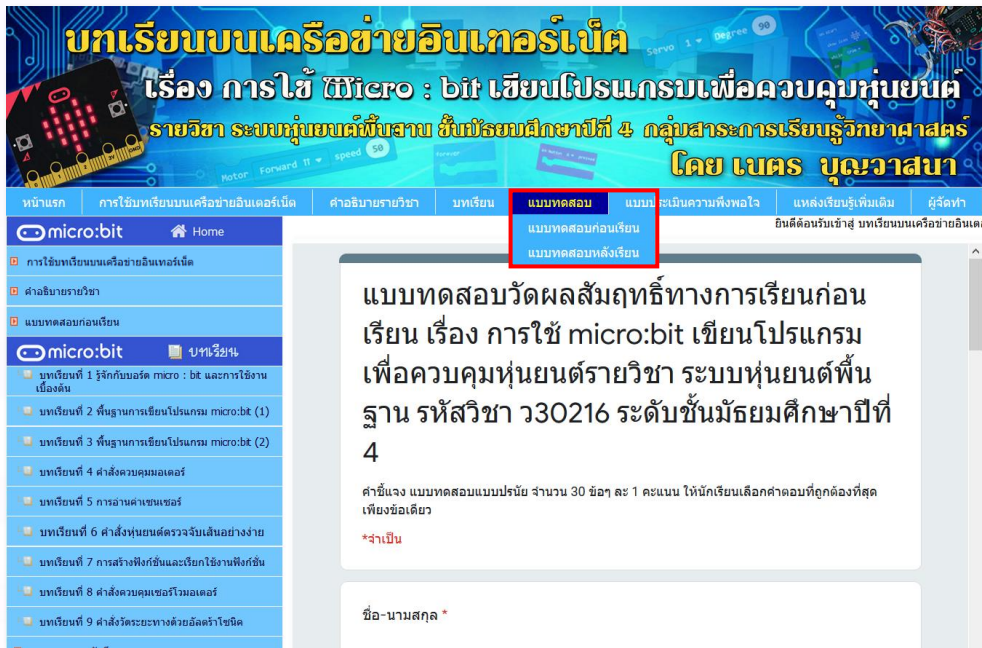 บทเรียนบนเครือข่ายอินเทอร์เน็ต
เรื่อง การใช้ Micro : bit เขียนโปรแกรมเพื่อควบคุมหุ่นยนต์
รายวิชา ระบบหุ่นยนต์พื้นฐาน ชั้นมัธยมศึกษาปีที่ 4 กลุ่มสาระการเรียนรู้วิทยาศาสตร์
โดย เนตร บุญวาสนา
Servo 1 Degree 90
Motor Forward 11 speed 50
หน้าแรก การใช้บทเรียนบนเครือข่ายอินเตอร์เน็ต คำอธิบายรายวิชา บทเรียน แบบทดสอบ แบบประเมินความพึงพอใจ แหล่งเรียนรู้เพิ่มเติม ผู้จัดทำ
แบบทดสอบก่อนเรียน
แบบทดสอบหลังเรียน
ยินดีต้อนรับเข้าสู่ บทเรียนบนเครือข่ายอินเตอ
micro:bit Home
การใช้บทเรียนบนเครือข่ายอินเทอร์เน็ต
คำอธิบายรายวิชา
แบบทดสอบก่อนเรียน
micro:bit บทเรียน
บทเรียนที่ 1 รู้จักกับบอร์ด micro : bit และการใช้งาน
เบื้องต้น
บทเรียนที่ 2 พื้นฐานการเขียนโปรแกรม micro:bit (1)
บทเรียนที่ 3 พื้นฐานการเขียนโปรแกรม micro:bit (2)
บทเรียนที่ 4 คำสั่งควบคุมมอเตอร์
บทเรียนที่ 5 การอ่านค่าเซนเซอร์
บทเรียนที่ 6 คำสั่งหุ่นยนต์ตรวจจับเส้นอย่างง่าย
บทเรียนที่ 7 การสร้างฟังก์ชั่นและเรียกใช้งานฟังก์ชั่น
บทเรียนที่ 8 คำสั่งควบคุมเซอร์โวมอเตอร์
บทเรียนที่ 9 คำสั่งวัดระยะทางด้วยอัลตร้าโซนิค
แบบทดสอบวัดผลสัมฤทธิ์ทางการเรียนก่อน
เรียน เรื่อง การใช้ micro:bit เขียนโปรแกรม
เพื่อควบคุมหุ่นยนต์รายวิชา ระบบหุ่นยนต์พื้น
ฐาน รหัสวิชา ว30216 ระดับชั้นมัธยมศึกษาปีที่
4
คำชี้แจง แบบทดสอบแบบปรนัย จำนวน 30 ข้อๆ ละ 1 คะแนน ให้นักเรียนเลือกคำตอบที่ถูกต้องที่สุด
เพียงข้อเดียว
*จำเป็น
ชื่อ-นามสกุล *